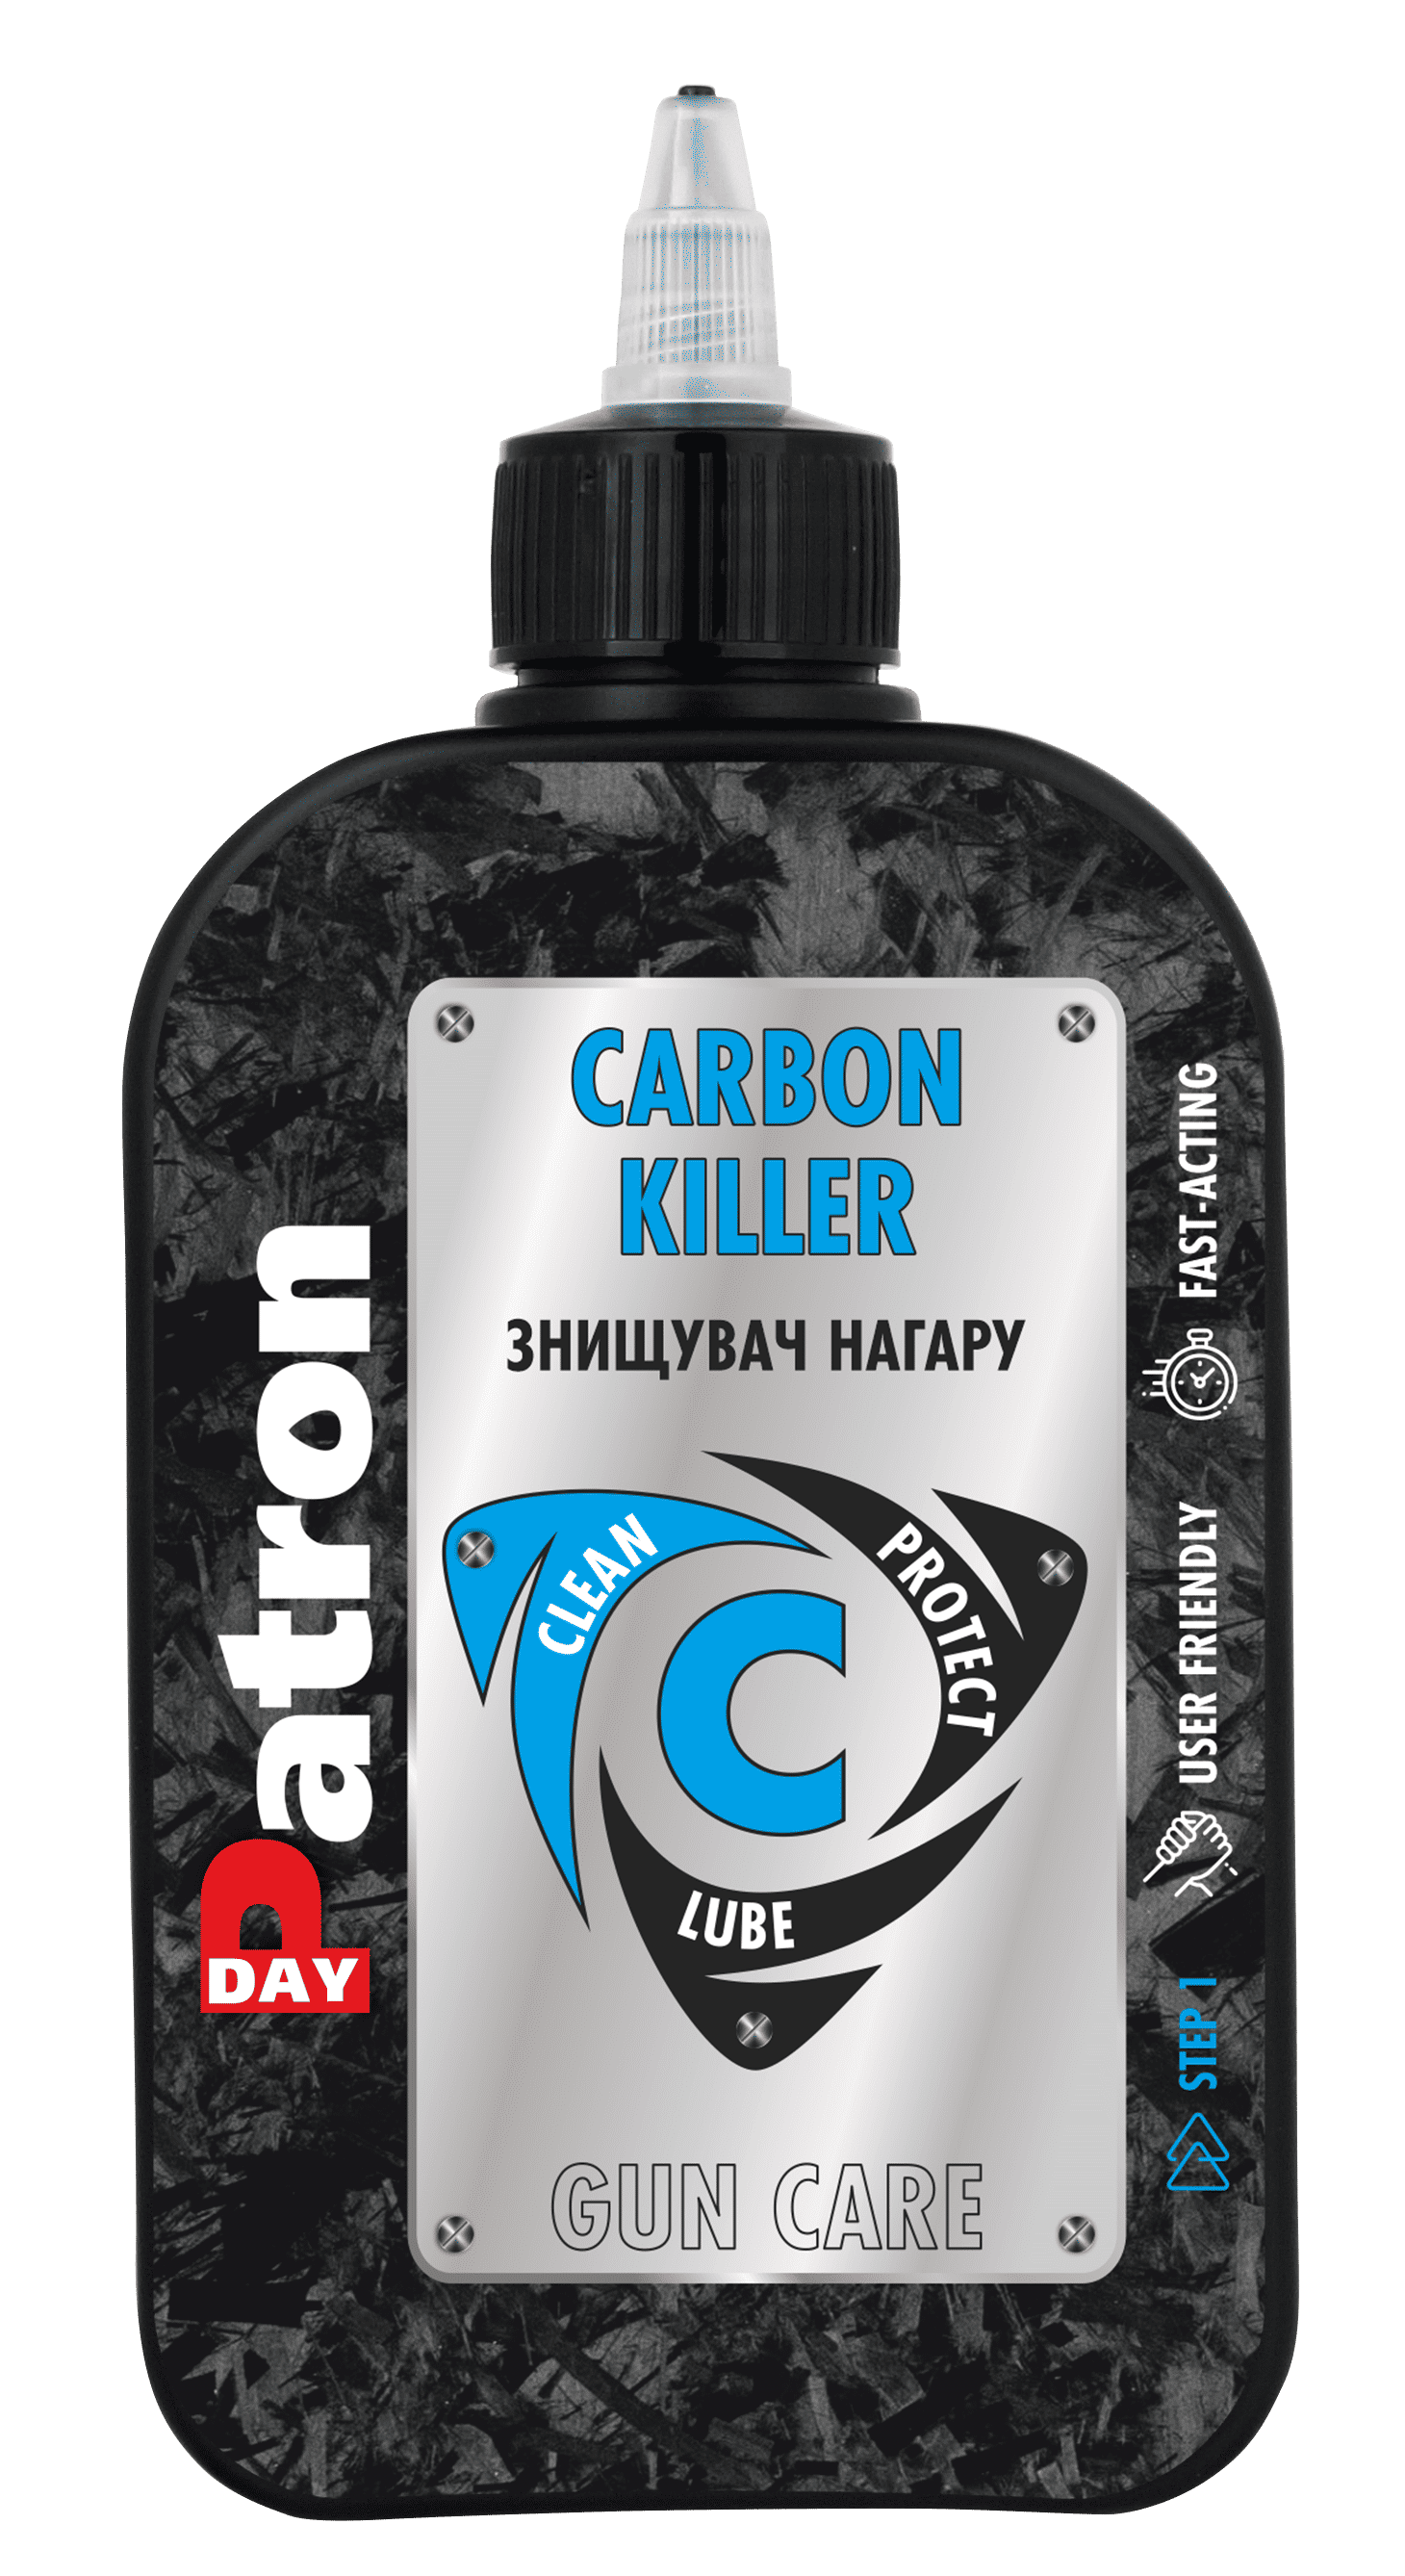 CARBON
KILLER
ЗНИЩУВАЧ НАГАРУ
CLEAN
PROTECT
C
LUBE
GUN CARE
Patron
DAY
FAST-ACTING
USER FRIENDLY
STEP 1